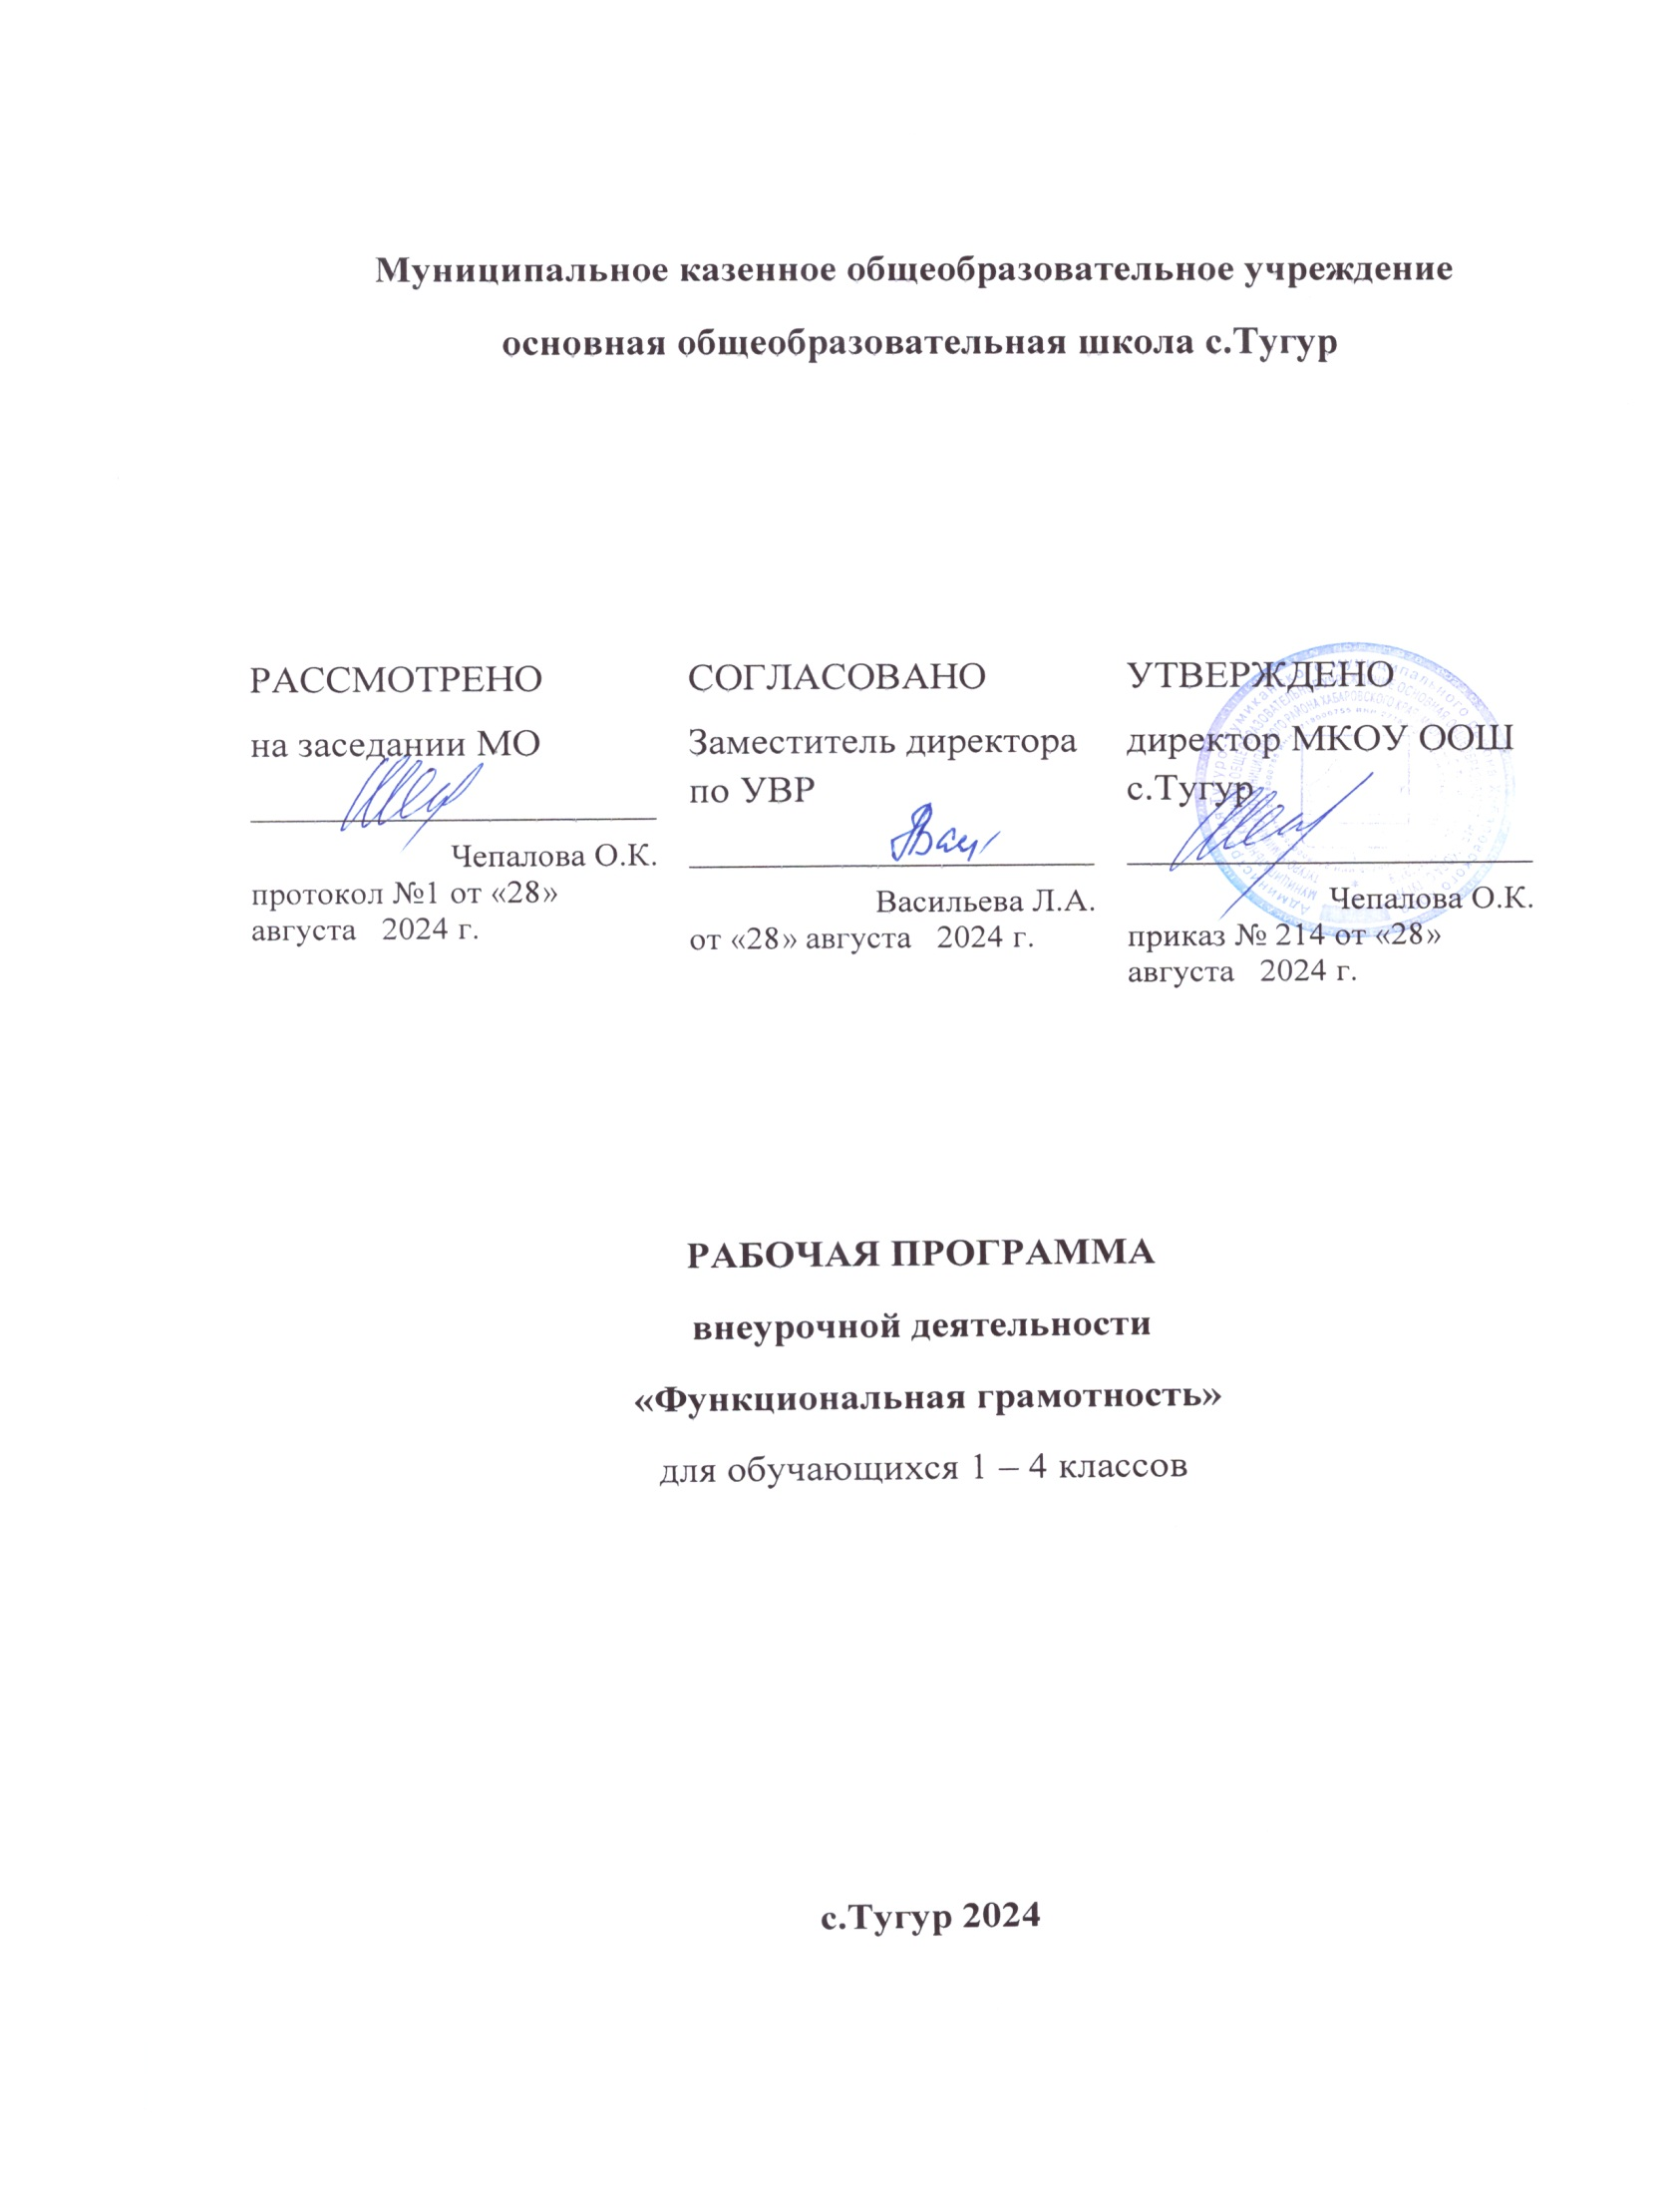 Муниципальное казенное общеобразовательное учреждение
основная общеобразовательная школа с.Тугур
РАССМОТРЕНО
на заседании МО
Чепалова О.К.
протокол №1 от «28»
августа 2024 г.
СОГЛАСОВАНО
Заместитель директора
по УВР
Васильева Л.А.
от «28» августа 2024 г.
УТВЕРЖДЕНО
директор МКОУ ООШ
с.Тугур
Чепалова О.К.
приказ № 214 от «28»
августа 2024 г.
РАБОЧАЯ ПРОГРАММА
внеурочной деятельности
«Функциональная грамотность»
для обучающихся 1 – 4 классов
с.Тугур 2024